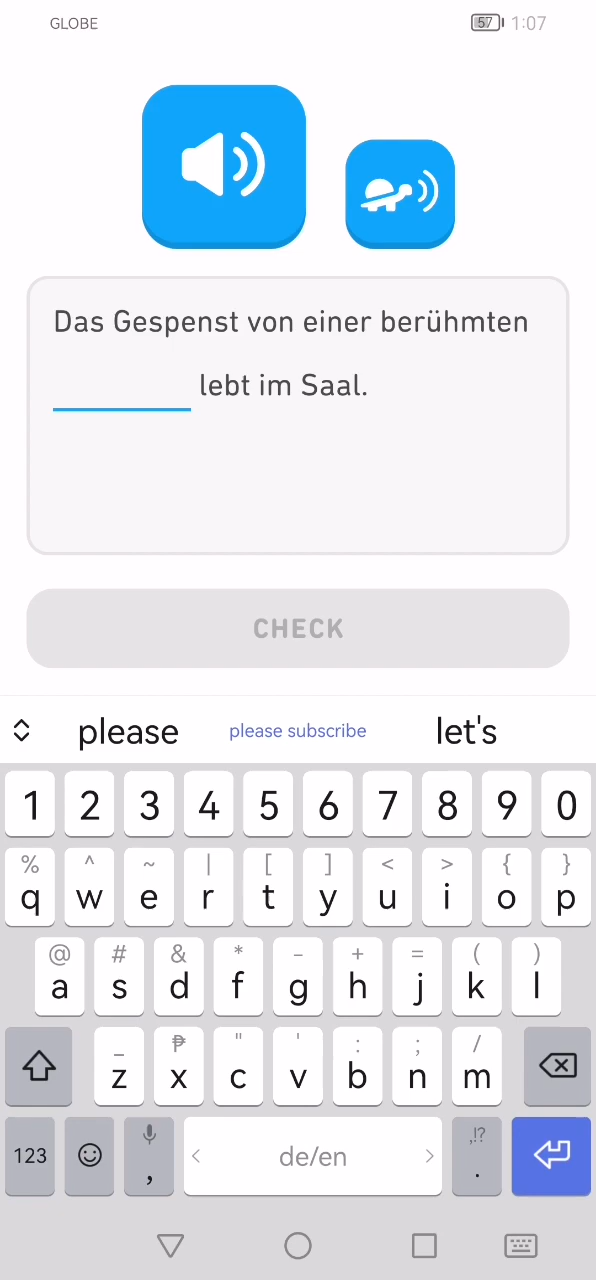 GLOBE 57 1:07
Das Gespenst von einer berühmten
lebt im Saal.
CHECK
please please subscribe let's
1 2 3 4 5 6 7 8 9 0
% ^ ~ | [ ] < > { }
q w e r t y u i o p
@ # & * - + = ( )
a s d f g h j k l
_ ₱ " ' : ; /
z x c v b n m
,!?
123 , < de/en > .